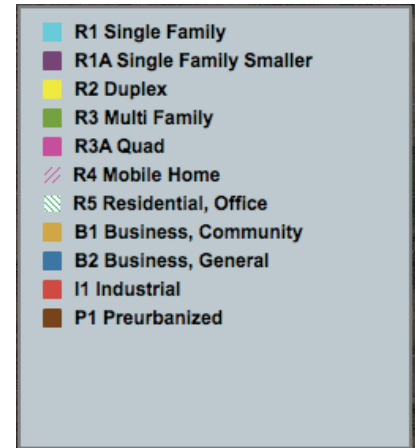 R1 Single Family
R1A Single Family Smaller
R2 Duplex
R3 Multi Family
R3A Quad
R4 Mobile Home
R5 Residential, Office
B1 Business, Community
B2 Business, General
I1 Industrial
P1 Preurbanized